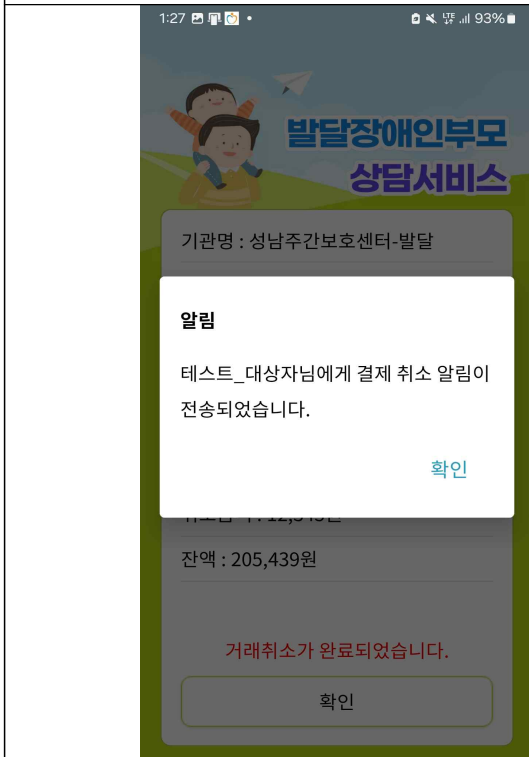 1:27
LTE 93%
발달장애인부모
상담서비스
기관명 : 성남주간보호센터-발달
알림
테스트_대상자님에게 결제 취소 알림이
전송되었습니다.
확인
잔액 : 205,439원
거래취소가 완료되었습니다.
확인